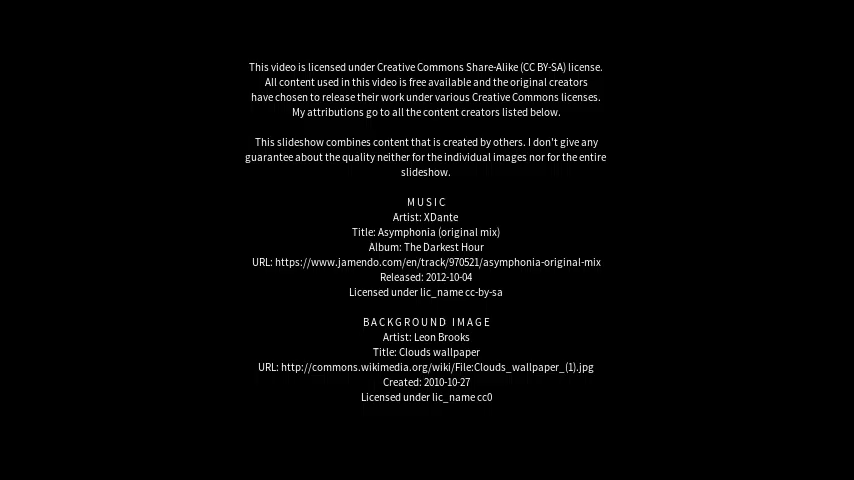 This video is licensed under Creative Commons Share-Alike (CC BY-SA) license.
All content used in this video is free available and the original creators
have chosen to release their work under various Creative Commons licenses.
My attributions go to all the content creators listed below.
This slideshow combines content that is created by others. I don't give any
guarantee about the quality neither for the individual images nor for the entire
slideshow.
M U S I C
Artist: XDante
Title: Asymphonia (original mix)
Album: The Darkest Hour
URL: https://www.jamendo.com/en/track/970521/asymphonia-original-mix
Released: 2012-10-04
Licensed under lic_name cc-by-sa
B A C K G R O U N D   I M A G E
Artist: Leon Brooks
Title: Clouds wallpaper
URL: http://commons.wikimedia.org/wiki/File:Clouds_wallpaper_(1).jpg
Created: 2010-10-27
Licensed under lic_name cc0